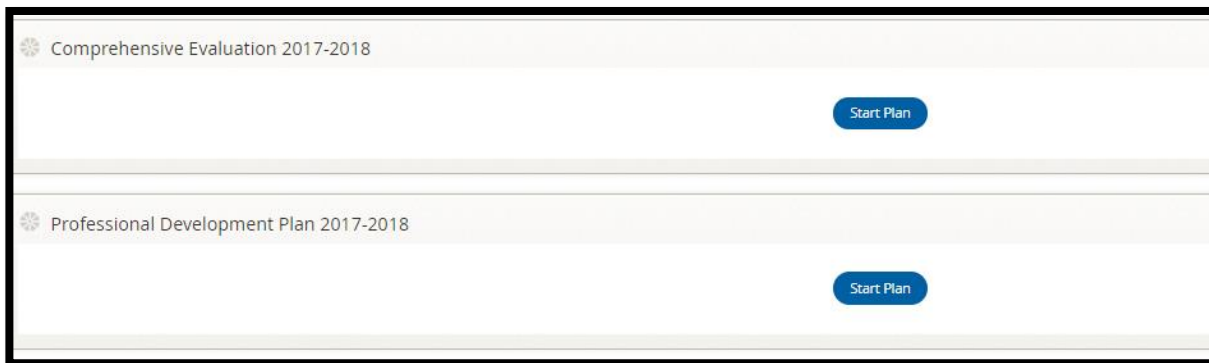 Comprehensive Evaluation 2017-2018
Start Plan
Professional Development Plan 2017-2018
Start Plan